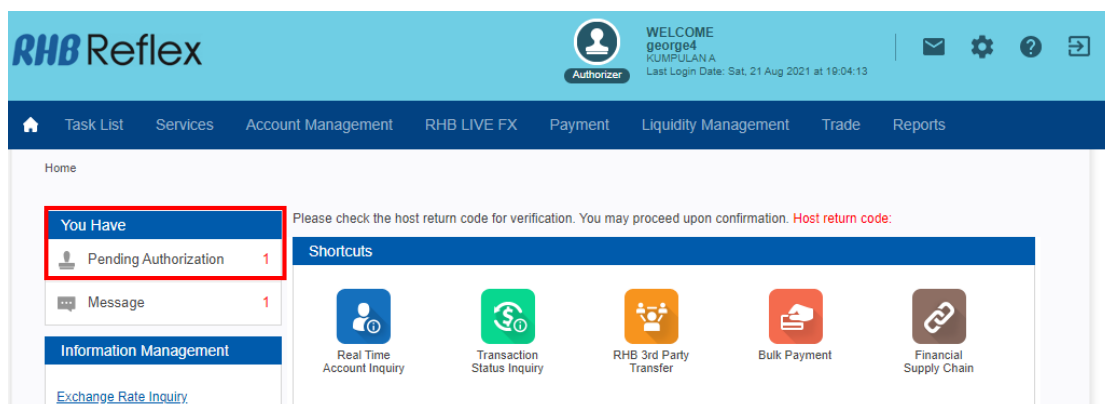 RHB Reflex
Authorizer
WELCOME
george4
KUMPULAN A
Last Login Date: Sat, 21 Aug 2021 at 19:04:13
Task List Services Account Management RHB LIVE FX Payment Liquidity Management Trade Reports
Home
You Have
Pending Authorization 1
Message 1
Information Management
Exchange Rate Inquiry
Please check the host return code for verification. You may proceed upon confirmation. Host return code:
Shortcuts
Real Time
Account Inquiry
Transaction
Status Inquiry
RHB 3rd Party
Transfer
Bulk Payment
Financial
Supply Chain